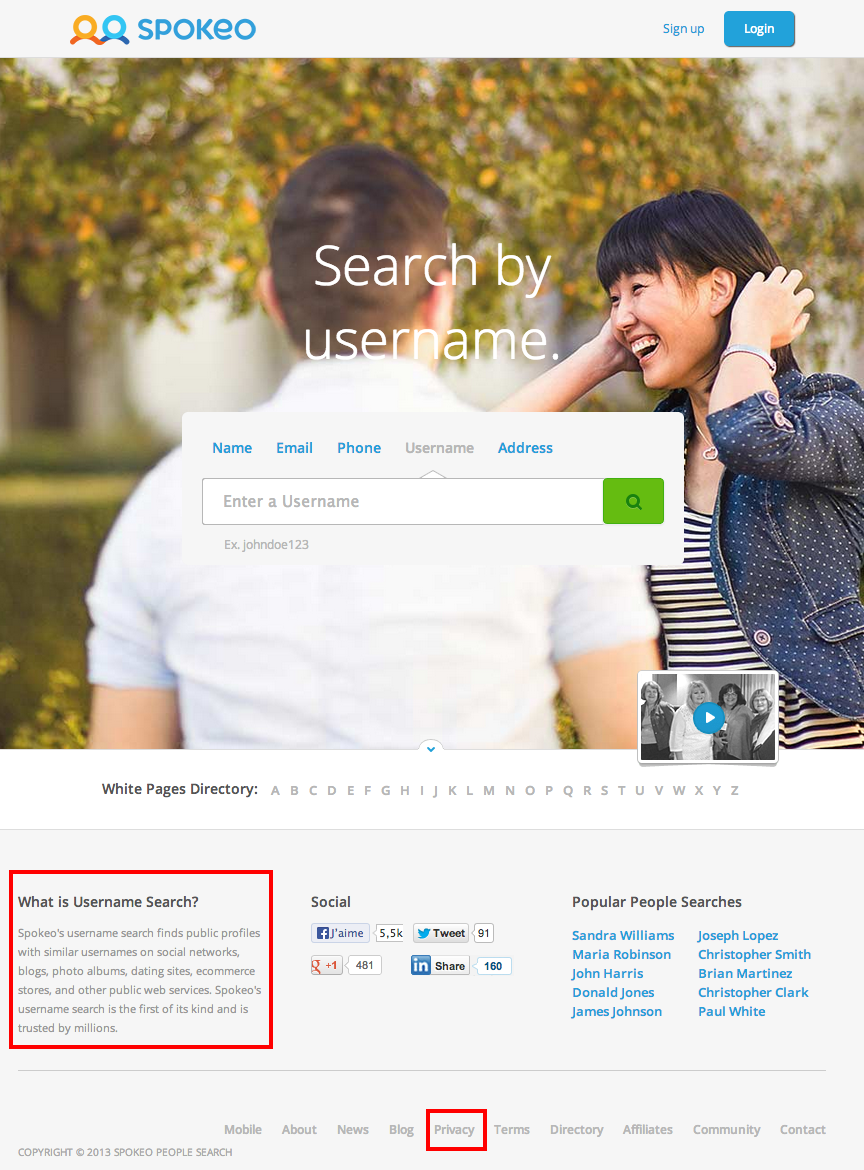 SPOKEO
Sign up
Login
Search by
username.
Name Email Phone Username Address
Enter a Username
Ex. johndoe123
White Pages Directory: A B C D E F G H I J K L M N O P Q R S T U V W X Y Z
What is Username Search?
Spokeo's username search finds public profiles
with similar usernames on social networks,
blogs, photo albums, dating sites, ecommerce
stores, and other public web services. Spokeo's
username search is the first of its kind and is
trusted by millions.
Social
J'aime 5,5k Tweet 91
+1 481 in Share 160
Popular People Searches
Sandra Williams Joseph Lopez
Maria Robinson Christopher Smith
John Harris Brian Martinez
Donald Jones Christopher Clark
James Johnson Paul White
Mobile About News Blog Privacy Terms Directory Affiliates Community Contact
COPYRIGHT © 2013 SPOKEO PEOPLE SEARCH